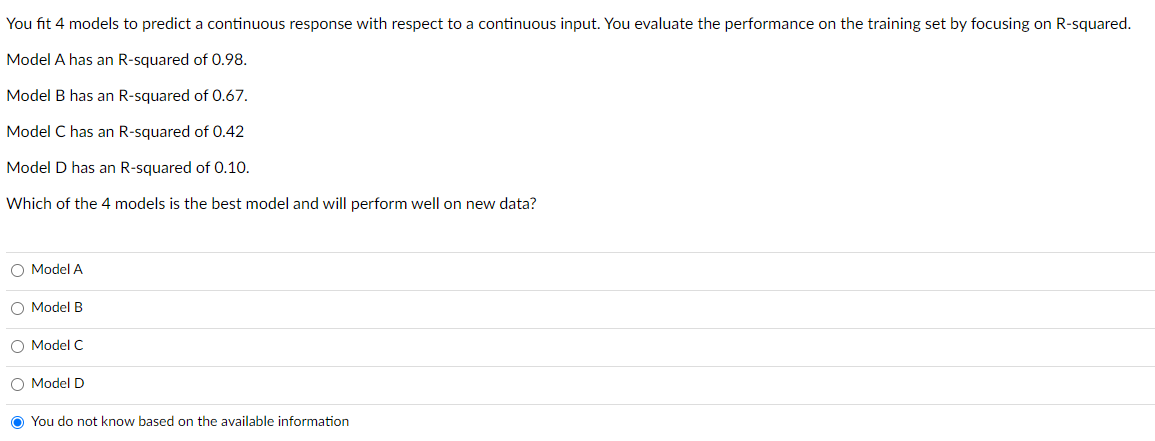 You fit 4 models to predict a continuous response with respect to a continuous input. You evaluate the performance on the training set by focusing on R-squared.
Model A has an R-squared of 0.98.
Model B has an R-squared of 0.67.
Model C has an R-squared of 0.42
Model D has an R-squared of 0.10.
Which of the 4 models is the best model and will perform well on new data?
Model A
Model B
Model C
Model D
You do not know based on the available information